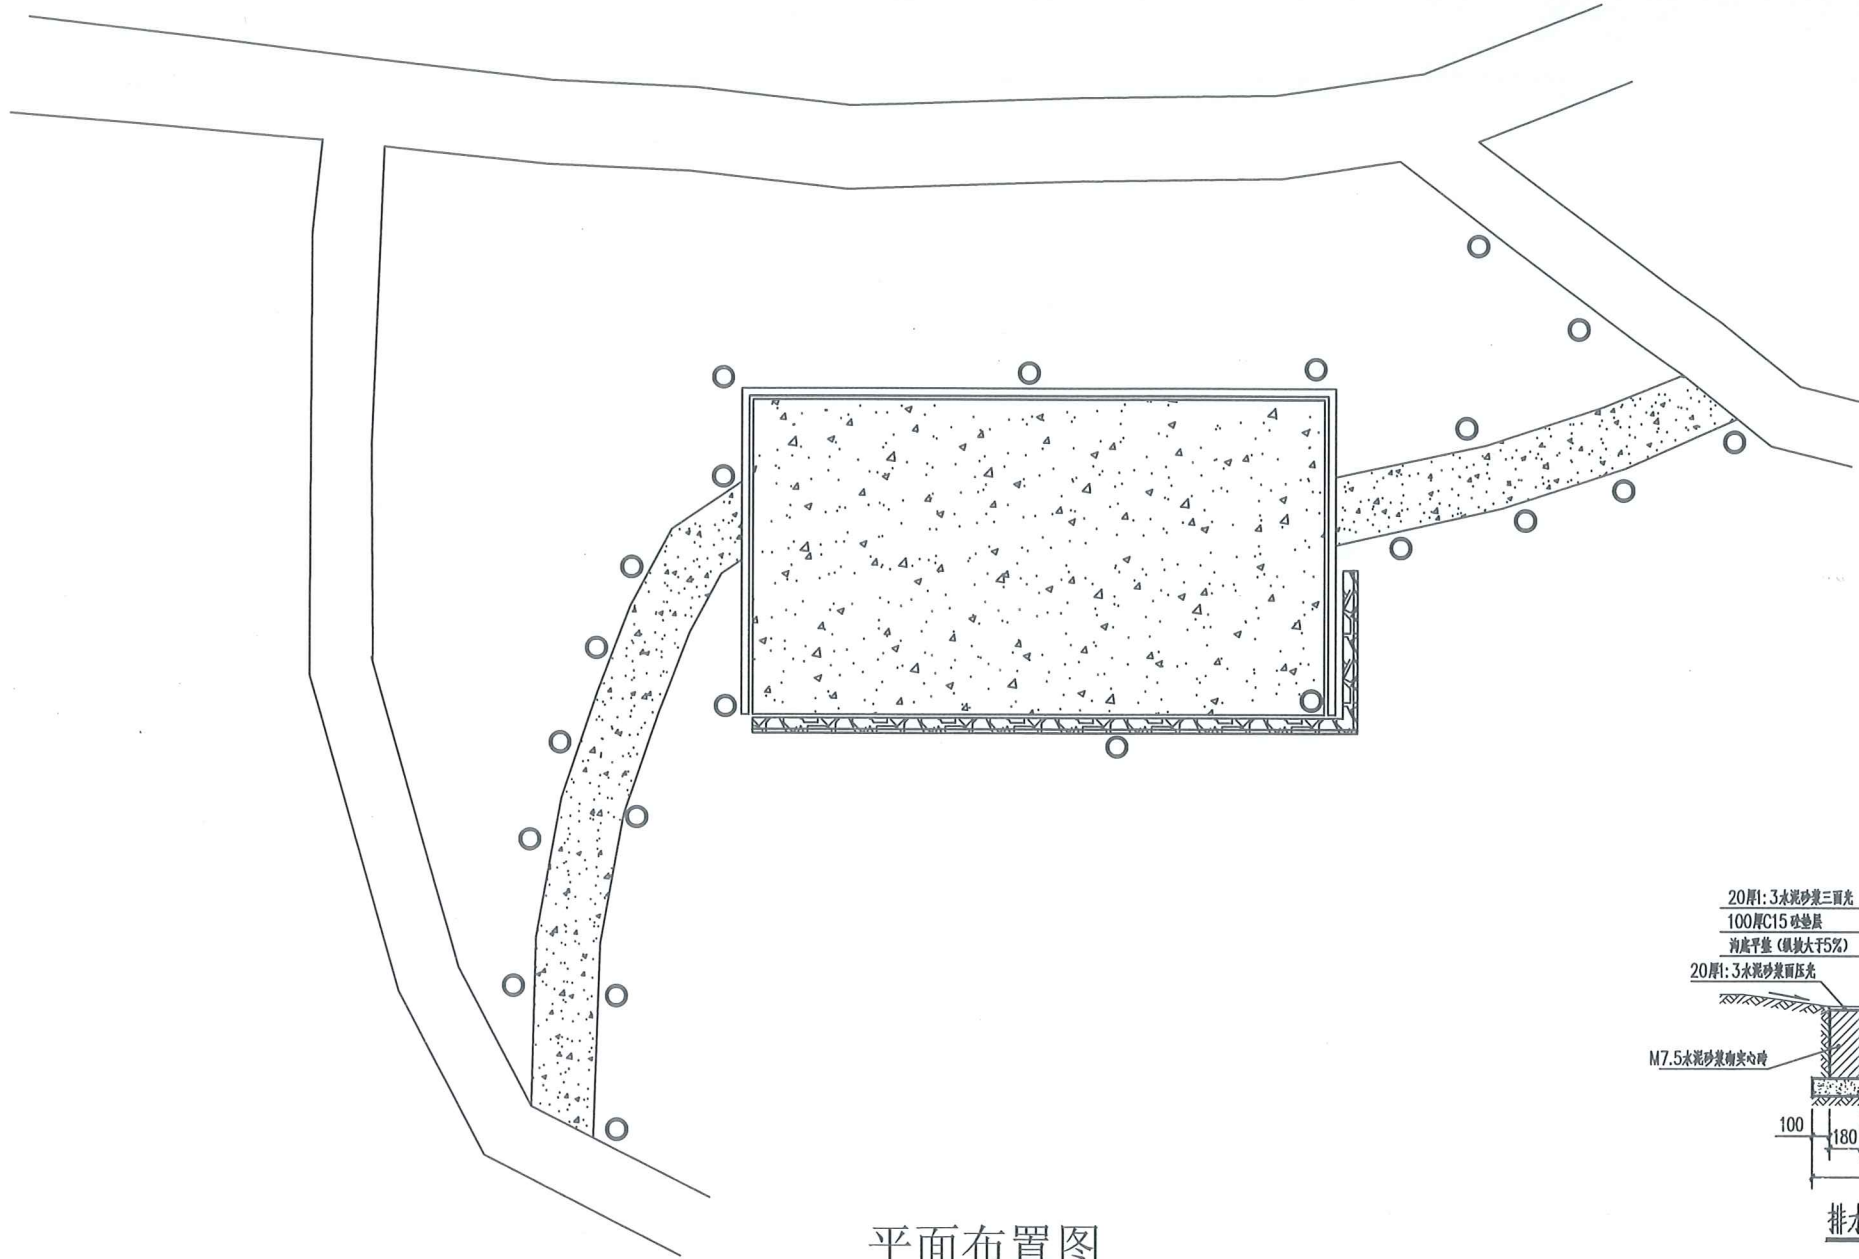 20厚1:3水泥砂浆三面光
100厚C15砼垫层
沟底平整(纵坡大于5%)
20厚1:3水泥砂浆面压光
M7.5水泥砂浆砌实心砖
100
180
排水
平面布置图